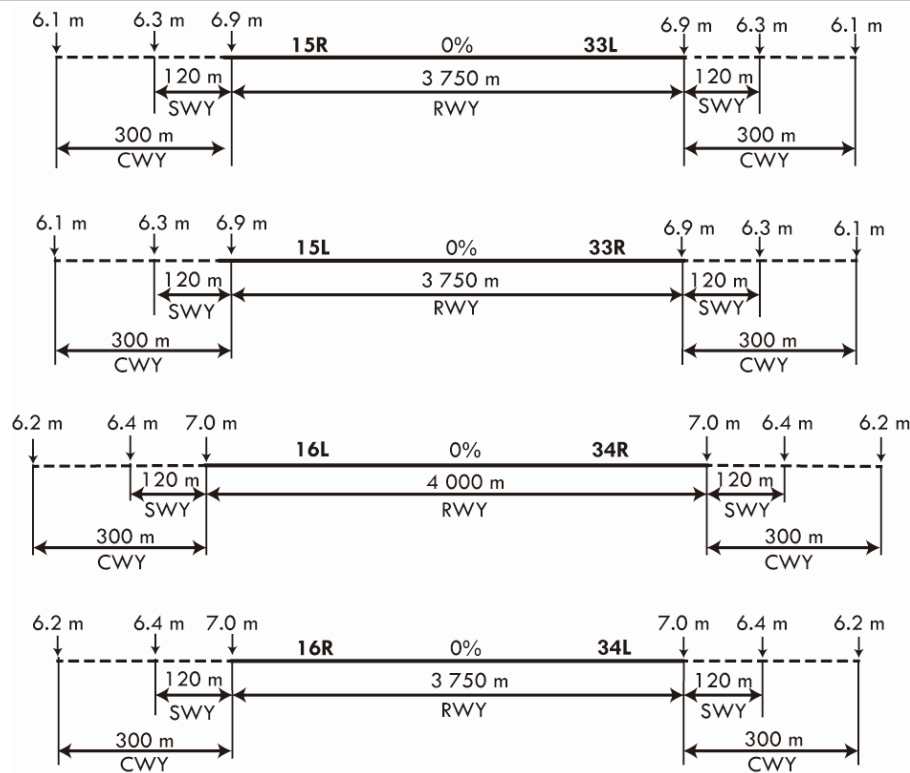 6.1 m 6.3 m 6.9 m 6.9 m 6.3 m 6.1 m
15R 0% 33L
120 m 3 750 m 120 m
SWY RWY SWY
300 m 300 m
CWY CWY
6.1 m 6.3 m 6.9 m 6.9 m 6.3 m 6.1 m
15L 0% 33R
120 m 3 750 m 120 m
SWY RWY SWY
300 m 300 m
CWY CWY
6.2 m 6.4 m 7.0 m 7.0 m 6.4 m 6.2 m
16L 0% 34R
120 m 4 000 m 120 m
SWY RWY SWY
300 m 300 m
CWY CWY
6.2 m 6.4 m 7.0 m 7.0 m 6.4 m 6.2 m
16R 0% 34L
120 m 3 750 m 120 m
SWY RWY SWY
300 m 300 m
CWY CWY